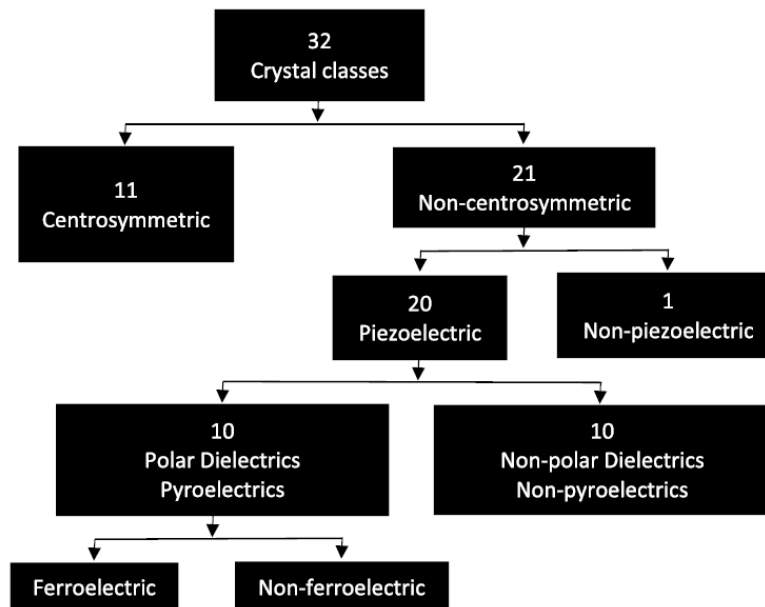 32
Crystal classes
11
Centrosymmetric
21
Non-centrosymmetric
20
Piezoelectric
1
Non-piezoelectric
10
Polar Dielectrics
Pyroelectrics
10
Non-polar Dielectrics
Non-pyroelectrics
Ferroelectric
Non-ferroelectric